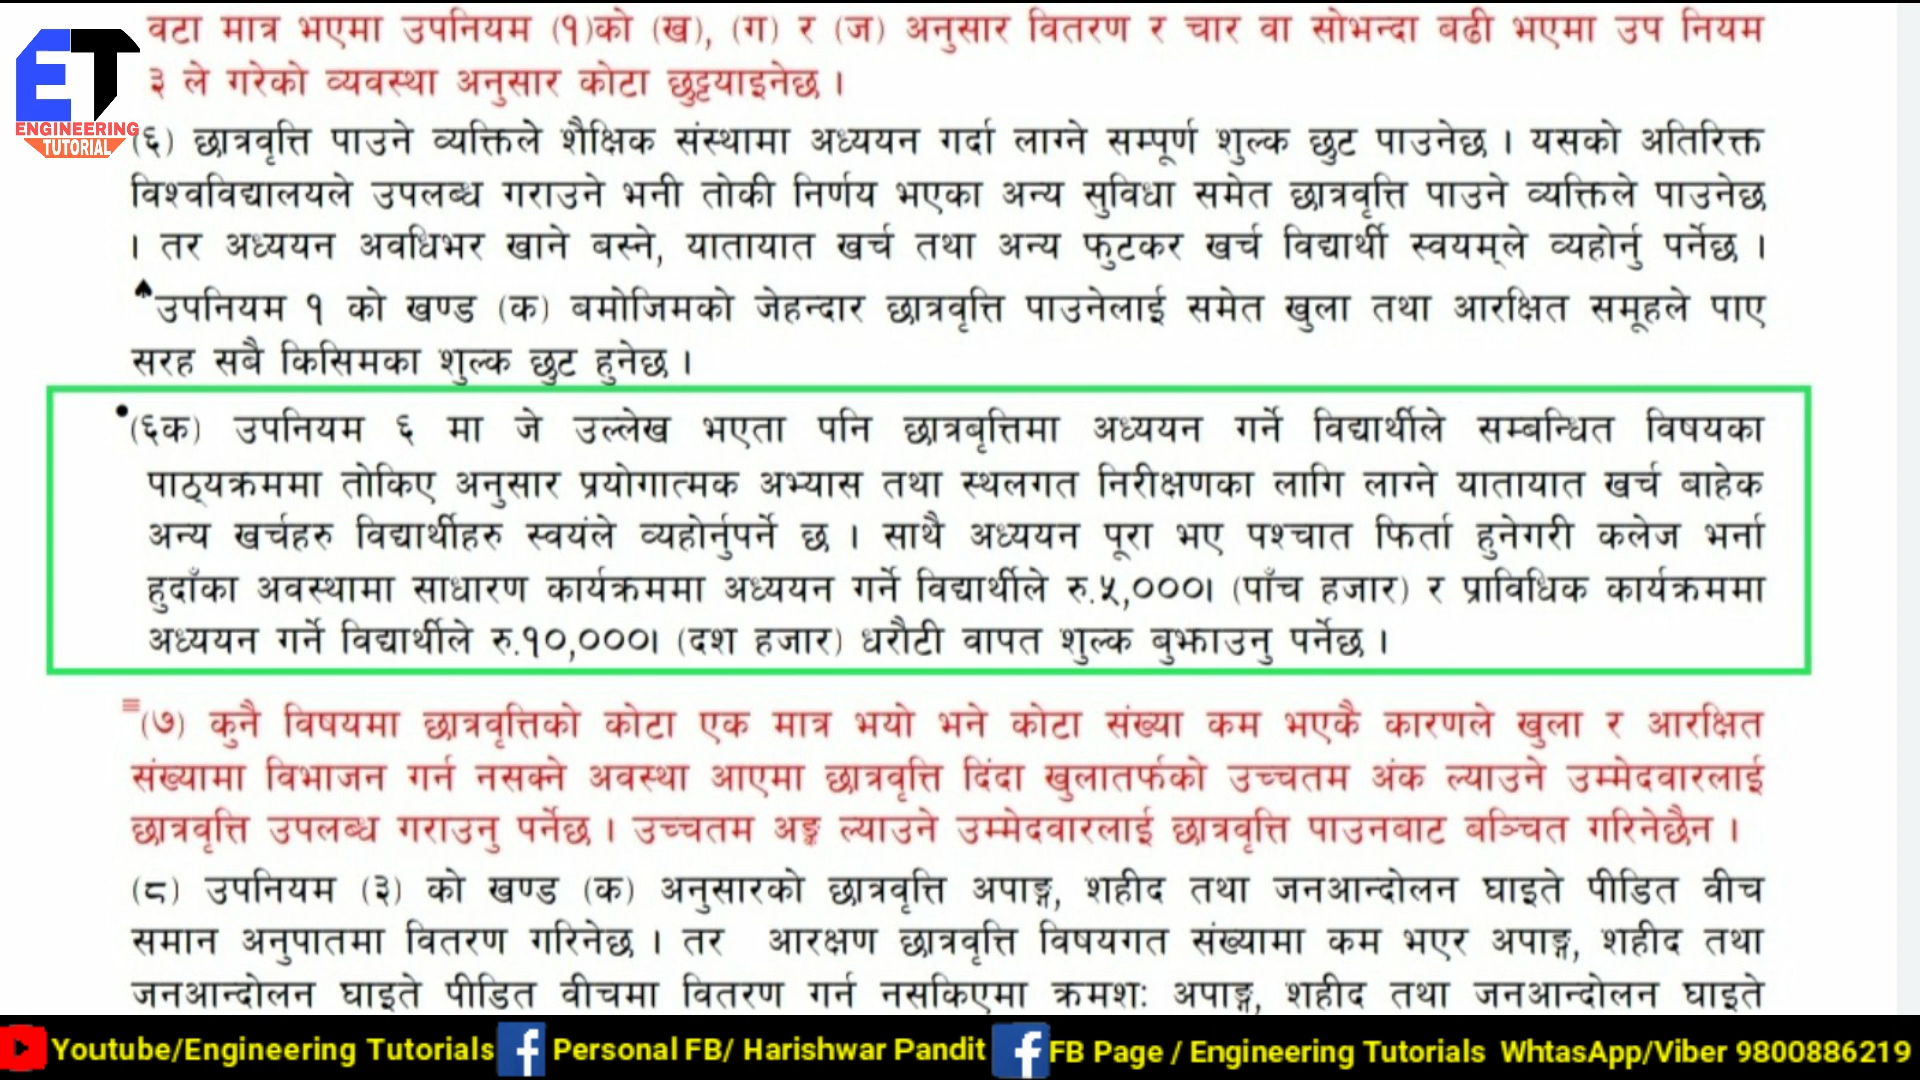 वटा मात्र भएमा उपनियम (१)को (ख), (ग) र (ज) अनुसार वितरण र चार वा सोभन्दा बढी भएमा उप नियम
३ ले गरेको व्यवस्था अनुसार कोटा छुट्टयाइनेछ ।
ET
ENGINEERING
TUTORIAL
(६) छात्रवृत्ति पाउने व्यक्तिले शैक्षिक संस्थामा अध्ययन गर्दा लाग्ने सम्पूर्ण शुल्क छुट पाउनेछ । यसको अतिरिक्त
विश्वविद्यालयले उपलब्ध गराउने भनी तोकी निर्णय भएका अन्य सुविधा समेत छात्रवृत्ति पाउने व्यक्तिले पाउनेछ
। तर अध्ययन अवधिभर खाने बस्ने, यातायात खर्च तथा अन्य फुटकर खर्च विद्यार्थी स्वयम्ले व्यहोर्नु पर्नेछ ।
♠उपनियम १ को खण्ड (क) बमोजिमको जेहन्दार छात्रवृत्ति पाउनेलाई समेत खुला तथा आरक्षित समूहले पाए
सरह सबै किसिमका शुल्क छुट हुनेछ ।
•(६क) उपनियम ६ मा जे उल्लेख भएता पनि छात्रबृत्तिमा अध्ययन गर्ने विद्यार्थीले सम्बन्धित विषयका
पाठ्यक्रममा तोकिए अनुसार प्रयोगात्मक अभ्यास तथा स्थलगत निरीक्षणका लागि लाग्ने यातायात खर्च बाहेक
अन्य खर्चहरु विद्यार्थीहरु स्वयंले व्यहोर्नुपर्ने छ । साथै अध्ययन पूरा भए पश्चात फिर्ता हुनेगरी कलेज भर्ना
हुदाँका अवस्थामा साधारण कार्यक्रममा अध्ययन गर्ने विद्यार्थीले रु.५,०००। (पाँच हजार) र प्राविधिक कार्यक्रममा
अध्ययन गर्ने विद्यार्थीले रु.१०,०००। (दश हजार) धरौटी वापत शुल्क बुझाउनु पर्नेछ ।
≡(७) कुनै विषयमा छात्रवृत्तिको कोटा एक मात्र भयो भने कोटा संख्या कम भएकै कारणले खुला र आरक्षित
संख्यामा विभाजन गर्न नसक्ने अवस्था आएमा छात्रवृत्ति दिंदा खुलातर्फको उच्चतम अंक ल्याउने उम्मेदवारलाई
छात्रवृत्ति उपलब्ध गराउनु पर्नेछ । उच्चतम अङ्क ल्याउने उम्मेदवारलाई छात्रवृत्ति पाउनबाट बञ्चित गरिनेछैन ।
(८) उपनियम (३) को खण्ड (क) अनुसारको छात्रवृत्ति अपाङ्ग, शहीद तथा जनआन्दोलन घाइते पीडित वीच
समान अनुपातमा वितरण गरिनेछ । तर आरक्षण छात्रवृत्ति विषयगत संख्यामा कम भएर अपाङ्ग, शहीद तथा
जनआन्दोलन घाइते पीडित वीचमा वितरण गर्न नसकिएमा क्रमशः अपाङ्ग, शहीद तथा जनआन्दोलन घाइते
Youtube/Engineering Tutorials f Personal FB/ Harishwar Pandit f FB Page / Engineering Tutorials WhtasApp/Viber 9800886219